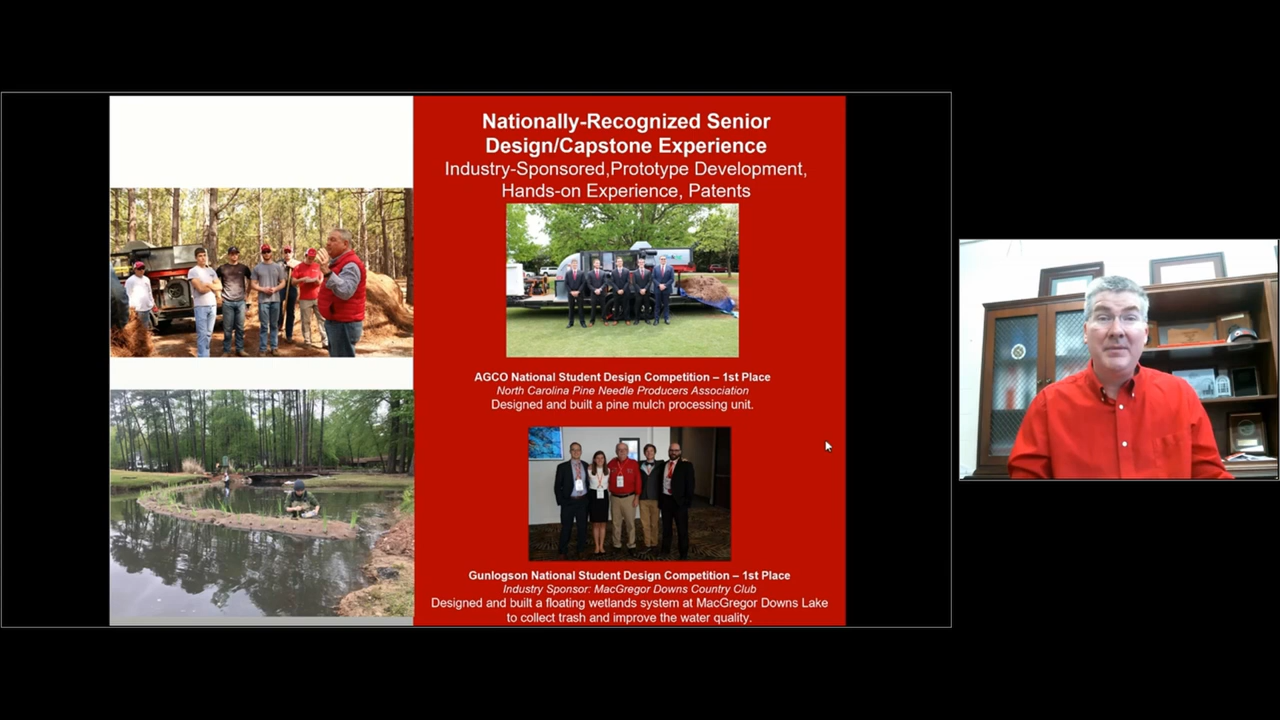 Nationally-Recognized Senior
Design/Capstone Experience
Industry-Sponsored,Prototype Development,
Hands-on Experience, Patents
AGCO National Student Design Competition – 1st Place
North Carolina Pine Needle Producers Association
Designed and built a pine mulch processing unit.
Gunlogson National Student Design Competition – 1st Place
Industry Sponsor: MacGregor Downs Country Club
Designed and built a floating wetlands system at MacGregor Downs Lake
to collect trash and improve the water quality.